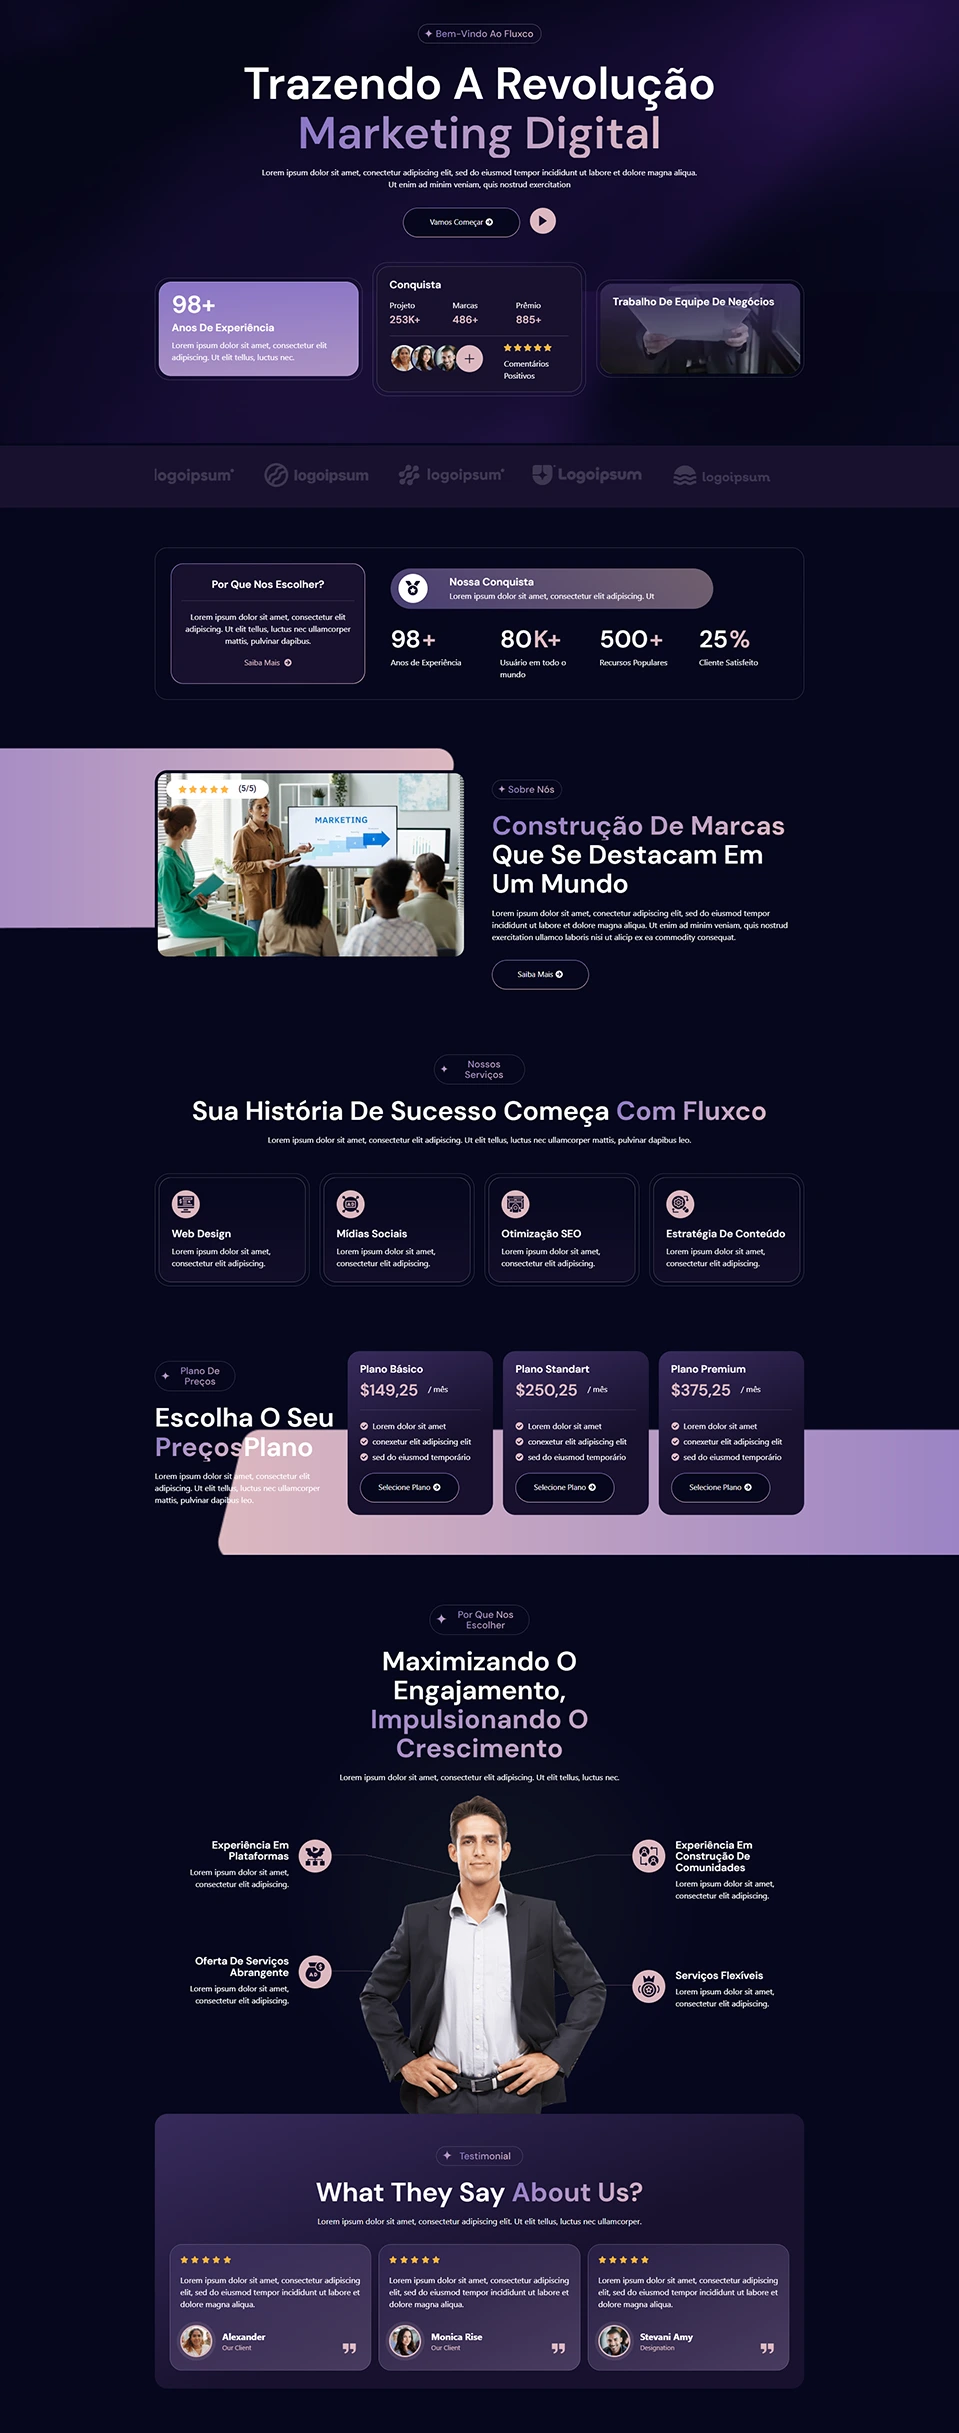 Bem-Vindo Ao Fluxco
Trazendo A Revolução
Marketing Digital
Lorem ipsum dolor sit amet, conectetur adipiscing elit, sed do eiusmod tempor incididunt ut labore et dolore magna aliqua.
Ut enim ad minim veniam, quis nostrud exercitation
Vamos Começar
98+
Anos De Experiência
Lorem ipsum dolor sit amet, consectetur elit
adipiscing. Ut elit tellus, luctus nec.
Conquista
Projeto Marcas Prêmio
253K+ 486+ 885+
Comentários
Positivos
Trabalho De Equipe De Negócios
logoipsum logoipsum logoipsum Logoipsum logoipsum
Por Que Nos Escolher?
Lorem ipsum dolor sit amet, consectetur elit
adipiscing. Ut elit tellus, luctus nec ullamcorper
mattis, pulvinar dapibus.
Saiba Mais
Nossa Conquista
Lorem ipsum dolor sit amet, consectetur elit adipiscing. Ut
98+ 80K+ 500+ 25%
Anos de Experiência
Usuário em todo o
mundo
Recursos Populares
Cliente Satisfeito
(5/5)
MARKETING
Sobre Nós
Construção De Marcas
Que Se Destacam Em
Um Mundo
Lorem ipsum dolor sit amet, conectetur adipiscing elit, sed do eiusmod tempor
incididunt ut labore et dolore magna aliqua. Ut enim ad minim veniam, quis nostrud
exercitation ullamco laboris nisi ut alicip ex ea commodity consequat.
Saiba Mais
Nossos
Serviços
Sua História De Sucesso Começa Com Fluxco
Lorem ipsum dolor sit amet, consectetur elit adipiscing. Ut elit tellus, luctus nec ullamcorper mattis, pulvinar dapibus leo.
Web Design
Lorem ipsum dolor sit amet,
consectetur elit adipiscing.
Mídias Sociais
Lorem ipsum dolor sit amet,
consectetur elit adipiscing.
Otimização SEO
Lorem ipsum dolor sit amet,
consectetur elit adipiscing.
Estratégia De Conteúdo
Lorem ipsum dolor sit amet,
consectetur elit adipiscing.
Plano De
Preços
Escolha O Seu
PreçosPlano
Lorem ipsum dolor sit amet, consectetur elit
adipiscing. Ut elit tellus, luctus nec ullamcorper
mattis, pulvinar dapibus leo.
Plano Básico
$149,25 / mês
Lorem dolor sit amet
conexetur elit adipiscing elit
sed do eiusmod temporário
Selecione Plano
Plano Standart
$250,25 / mês
Lorem dolor sit amet
conexetur elit adipiscing elit
sed do eiusmod temporário
Selecione Plano
Plano Premium
$375,25 / mês
Lorem dolor sit amet
conexetur elit adipiscing elit
sed do eiusmod temporário
Selecione Plano
Por Que Nos
Escolher
Maximizando O
Engajamento,
Impulsionando O
Crescimento
Lorem ipsum dolor sit amet, consectetur elit adipiscing. Ut elit tellus, luctus nec.
Experiência Em
Plataformas
Lorem ipsum dolor sit amet,
consectetur elit adipiscing.
Experiência Em
Construção De
Comunidades
Lorem ipsum dolor sit amet,
consectetur elit adipiscing.
Oferta De Serviços
Abrangente
Lorem ipsum dolor sit amet,
consectetur elit adipiscing.
AD
Serviços Flexíveis
Lorem ipsum dolor sit amet,
consectetur elit adipiscing.
Testimonial
What They Say About Us?
Lorem ipsum dolor sit amet, consectetur adipiscing elit. Ut elit tellus, luctus nec ullamcorper.
Lorem ipsum dolor sit amet, consectetur adipiscing
elit, sed do eiusmod tempor incididunt ut labore et
dolore magna aliqua.
Alexander
Our Client
Lorem ipsum dolor sit amet, consectetur adipiscing
elit, sed do eiusmod tempor incididunt ut labore et
dolore magna aliqua.
Monica Rise
Our Client
Lorem ipsum dolor sit amet, consectetur adipiscing
elit, sed do eiusmod tempor incididunt ut labore et
dolore magna aliqua.
Stevani Amy
Designation